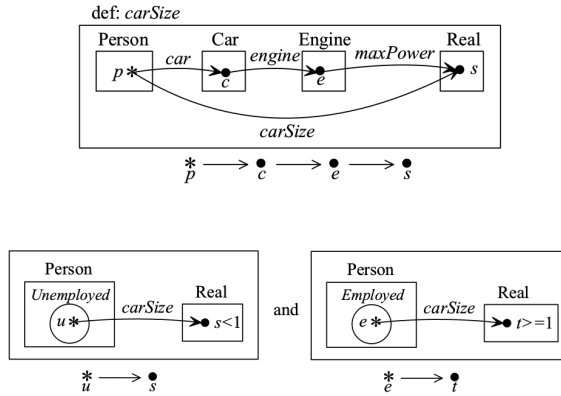 def: carSize
Person Car Engine Real
car engine maxPower
p* c e s
carSize
* p c e s
Person Real
Unemployed carSize
u* s<1
* u s
and
Person Real
Employed carSize
e* t>=1
* e t